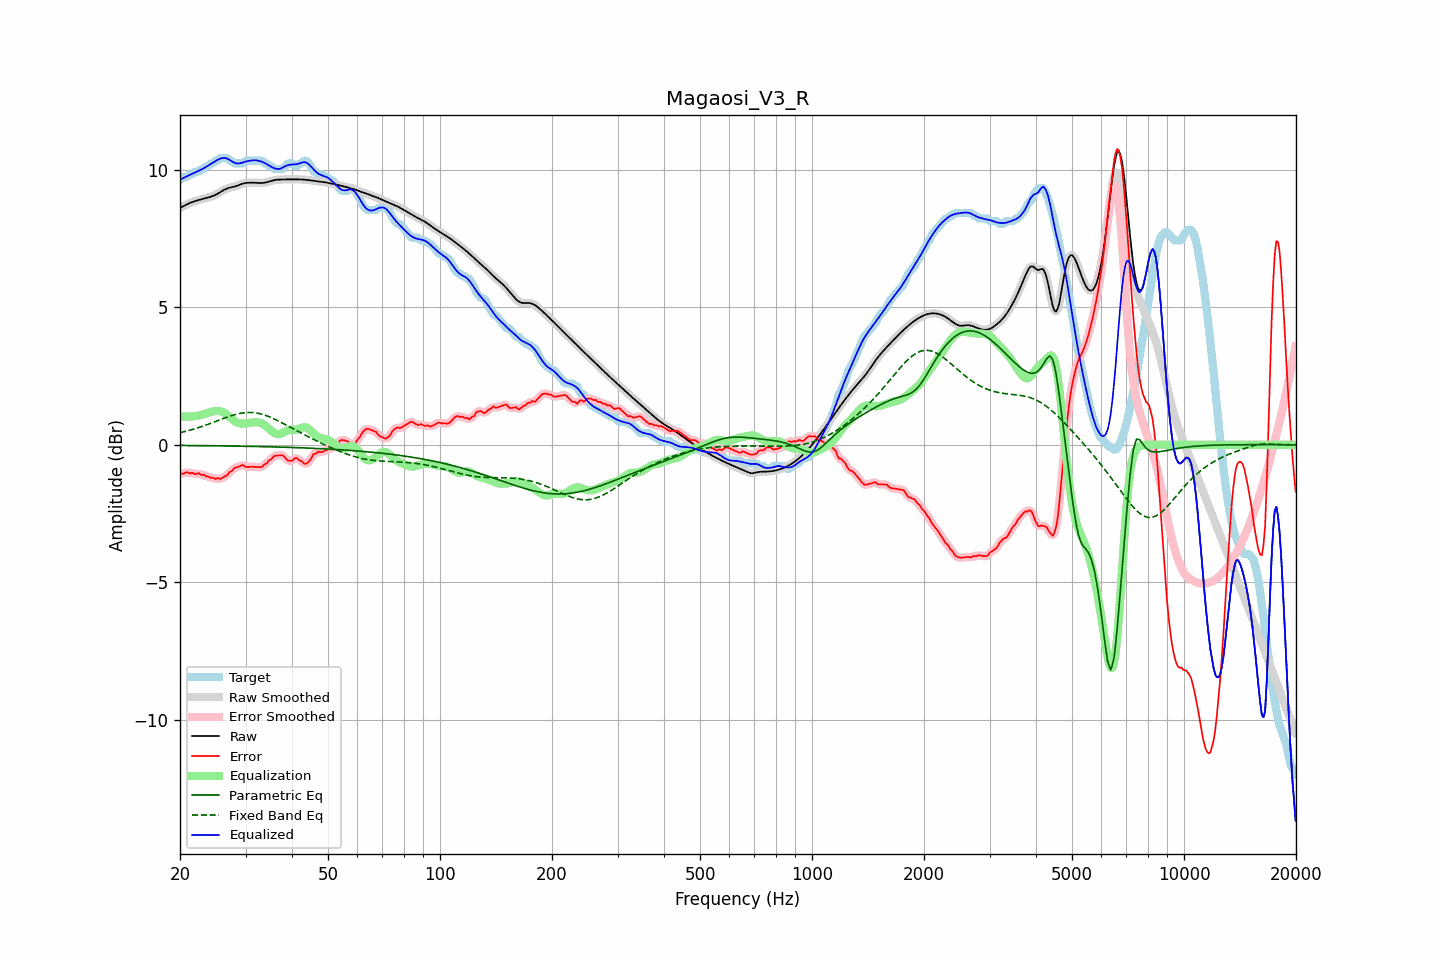 Magaosi_V3_R
Amplitude (dBr)
10
5
0
−5
−10
Target
Raw Smoothed
Error Smoothed
Raw
Error
Equalization
Parametric Eq
Fixed Band Eq
Equalized
20 50 100 200 500 1000 2000 5000 10000 20000
Frequency (Hz)